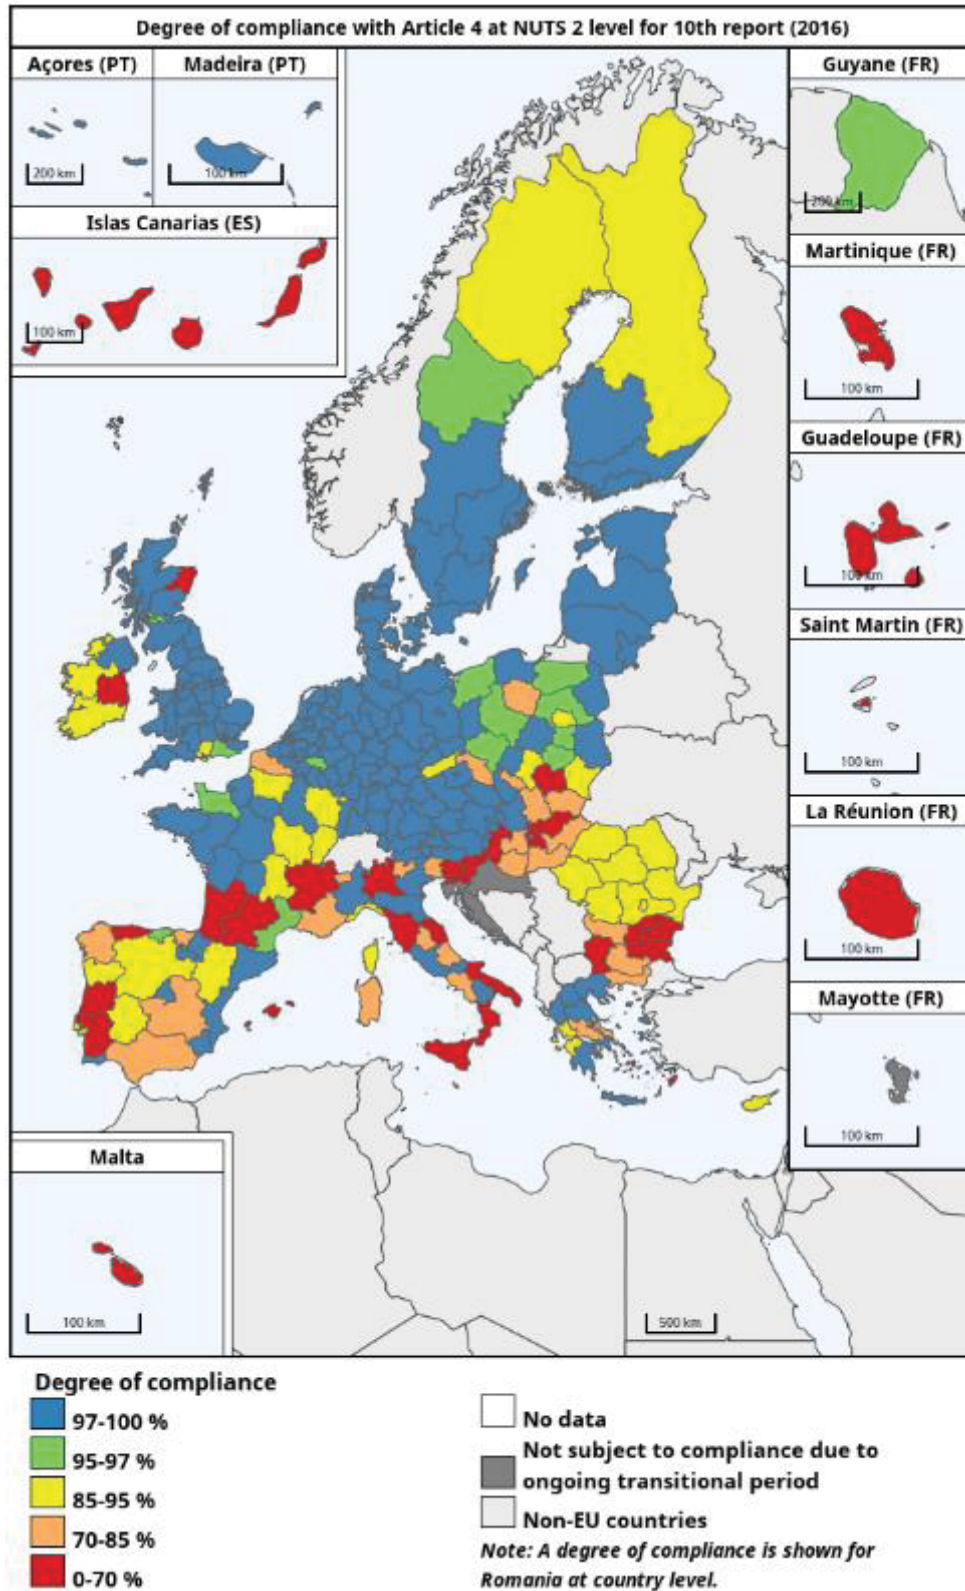 Degree of compliance with Article 4 at NUTS 2 level for 10th report (2016)
Açores (PT)
Madeira (PT)
200 km
100 km
Islas Canarias (ES)
100 km
Guyane (FR)
200 km
Martinique (FR)
100 km
Guadeloupe (FR)
100 km
Saint Martin (FR)
100 km
La Réunion (FR)
100 km
Mayotte (FR)
100 km
Malta
100 km
500 km
Degree of compliance
97-100 %
95-97 %
85-95 %
70-85 %
0-70 %
No data
Not subject to compliance due to
ongoing transitional period
Non-EU countries
Note: A degree of compliance is shown for
Romania at country level.